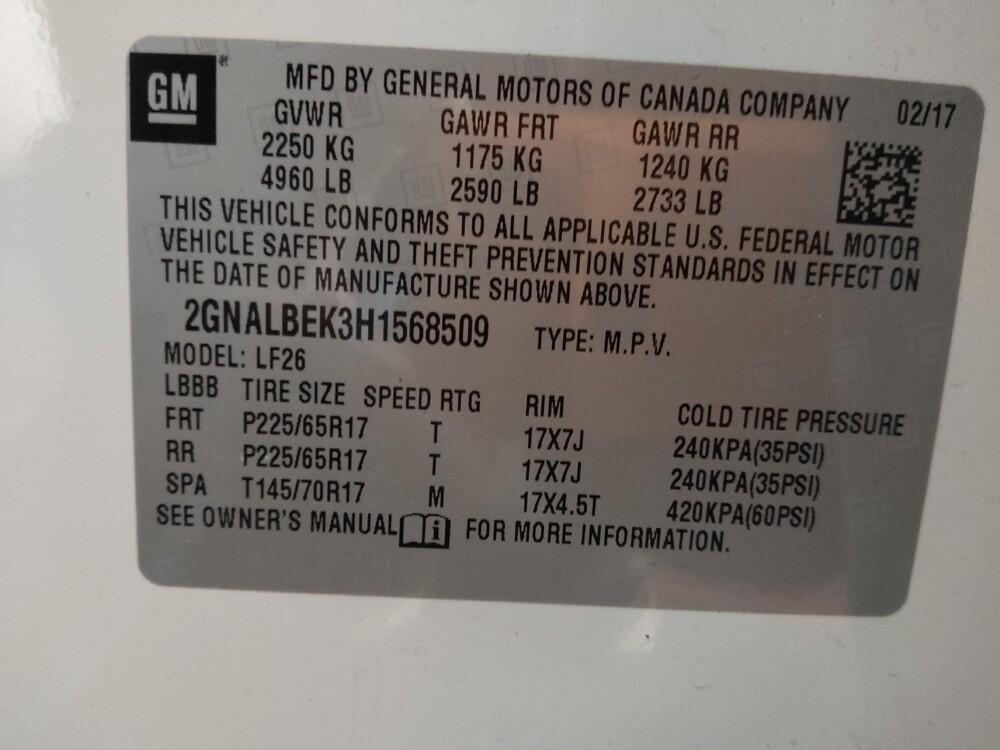 GM®
MFD BY GENERAL MOTORS OF CANADA COMPANY 02/17
GVWR GAWR FRT GAWR RR
2250 KG 1175 KG 1240 KG
4960 LB 2590 LB 2733 LB
THIS VEHICLE CONFORMS TO ALL APPLICABLE U.S. FEDERAL MOTOR
VEHICLE SAFETY AND THEFT PREVENTION STANDARDS IN EFFECT ON
THE DATE OF MANUFACTURE SHOWN ABOVE.
2GNALBEK3H1568509 TYPE: M.P.V.
MODEL: LF26
LBBB TIRE SIZE SPEED RTG RIM COLD TIRE PRESSURE
FRT P225/65R17 T 17X7J 240KPA(35PSI)
RR P225/65R17 T 17X7J 240KPA(35PSI)
SPA T145/70R17 M 17X4.5T 420KPA(60PSI)
SEE OWNER'S MANUAL i FOR MORE INFORMATION.